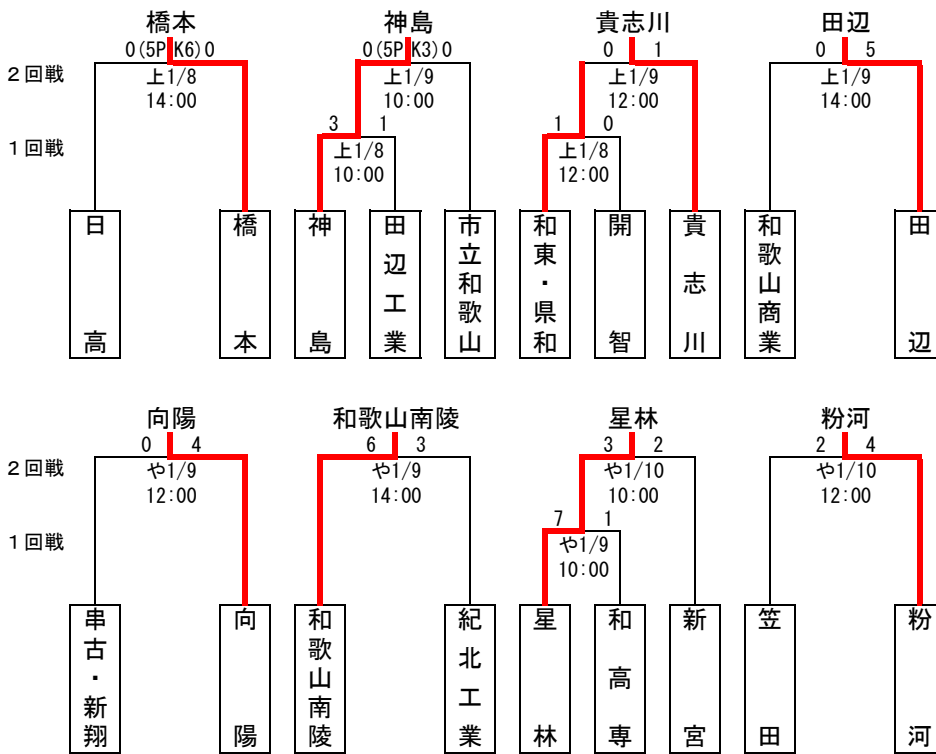 橋本 神島 貴志川 田辺
0(5PK6)0 0(5PK3)0 0 1 0 5
2回戦 上1/8 上1/9 上1/9 上1/9
14:00 10:00 12:00 14:00
3 1 1 0
1回戦 上1/8 上1/8
10:00 12:00
日高
橋本
神島
田辺工業
市立和歌山
和東・県和
開智
貴志川
和歌山商業
田辺
向陽 和歌山南陵 星林 粉河
0 4 6 3 3 2 2 4
2回戦 や1/9 や1/9 や1/10 や1/10
12:00 14:00 10:00 12:00
7 1
1回戦 や1/9
10:00
串古・新翔
向陽
和歌山南陵
紀北工業
星林
和高専
新宮
笠田
粉河